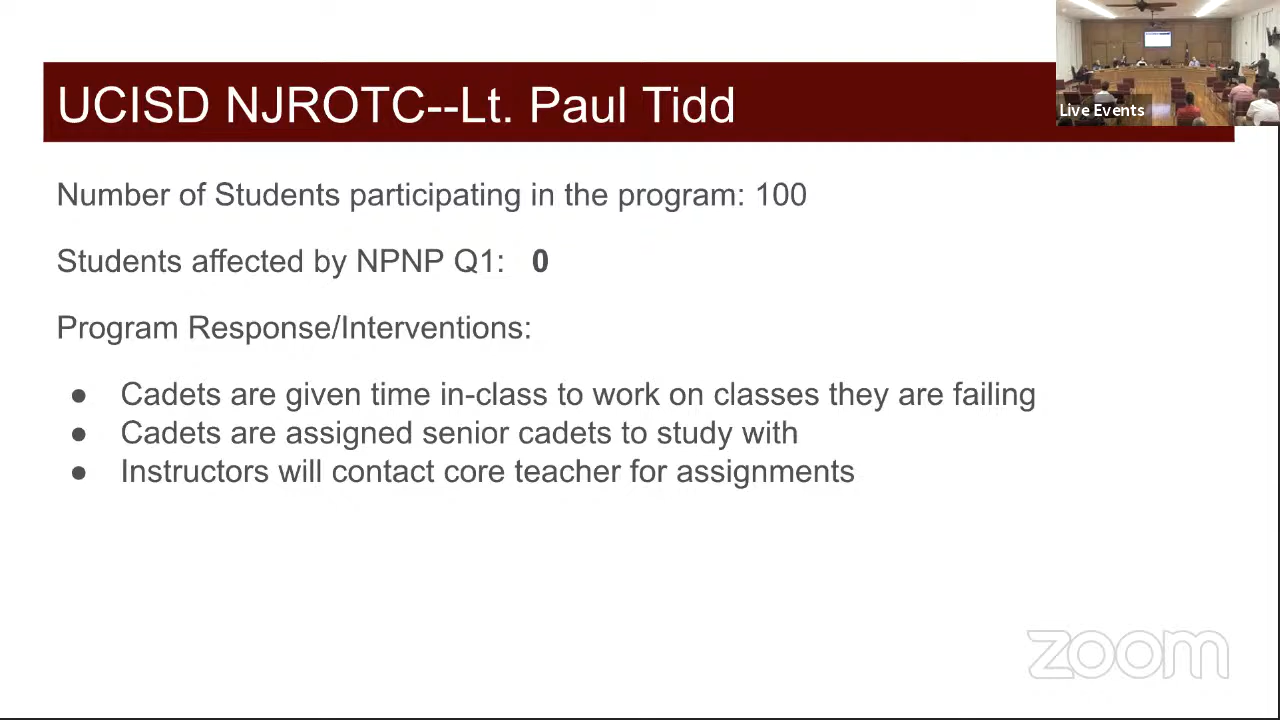 UCISD NJROTC--Lt. Paul Tidd
Live Events
Number of Students participating in the program: 100
Students affected by NPNP Q1: 0
Program Response/Interventions:
● Cadets are given time in-class to work on classes they are failing
● Cadets are assigned senior cadets to study with
● Instructors will contact core teacher for assignments
zoom